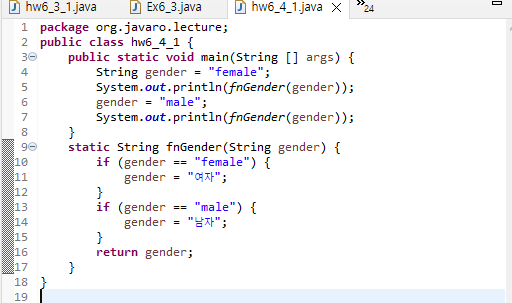 hw6_3_1.java Ex6_3.java hw6_4_1.java 24
1 package org.javaro.lecture;
2 public class hw6_4_1 {
3 public static void main(String [] args) {
4 String gender = "female";
5 System.out.println(fnGender(gender));
6 gender = "male";
7 System.out.println(fnGender(gender));
8 }
9 static String fnGender(String gender) {
10 if (gender == "female") {
11 gender = "여자";
12 }
13 if (gender == "male") {
14 gender = "남자";
15 }
16 return gender;
17 }
18 }
19